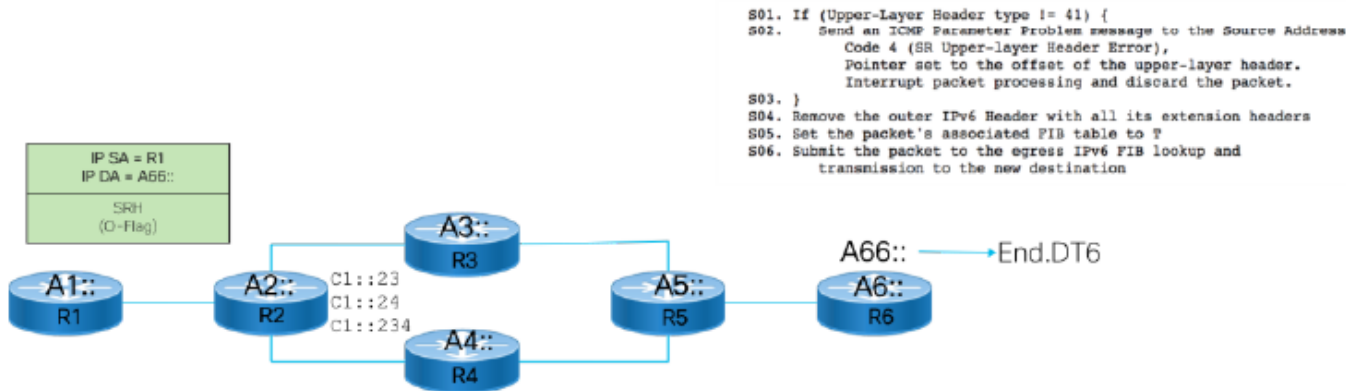 S01. If (Upper-Layer Header type != 41) {
S02. Send an ICMP Parameter Problem message to the Source Address
Code 4 (SR Upper-layer Header Error),
Pointer set to the offset of the upper-layer header.
Interrupt packet processing and discard the packet.
S03. }
S04. Remove the outer IPv6 Header with all its extension headers
S05. Set the packet's associated FIB table to T
S06. Submit the packet to the egress IPv6 FIB lookup and
transmission to the new destination
IP SA = R1
IP DA = A66::
SRH
(O-Flag)
A3::
R3
A66:: End.DT6
A1::
R1
A2::
R2
C1::23
C1::24
C1::234
A5::
R5
A6::
R6
A4::
R4